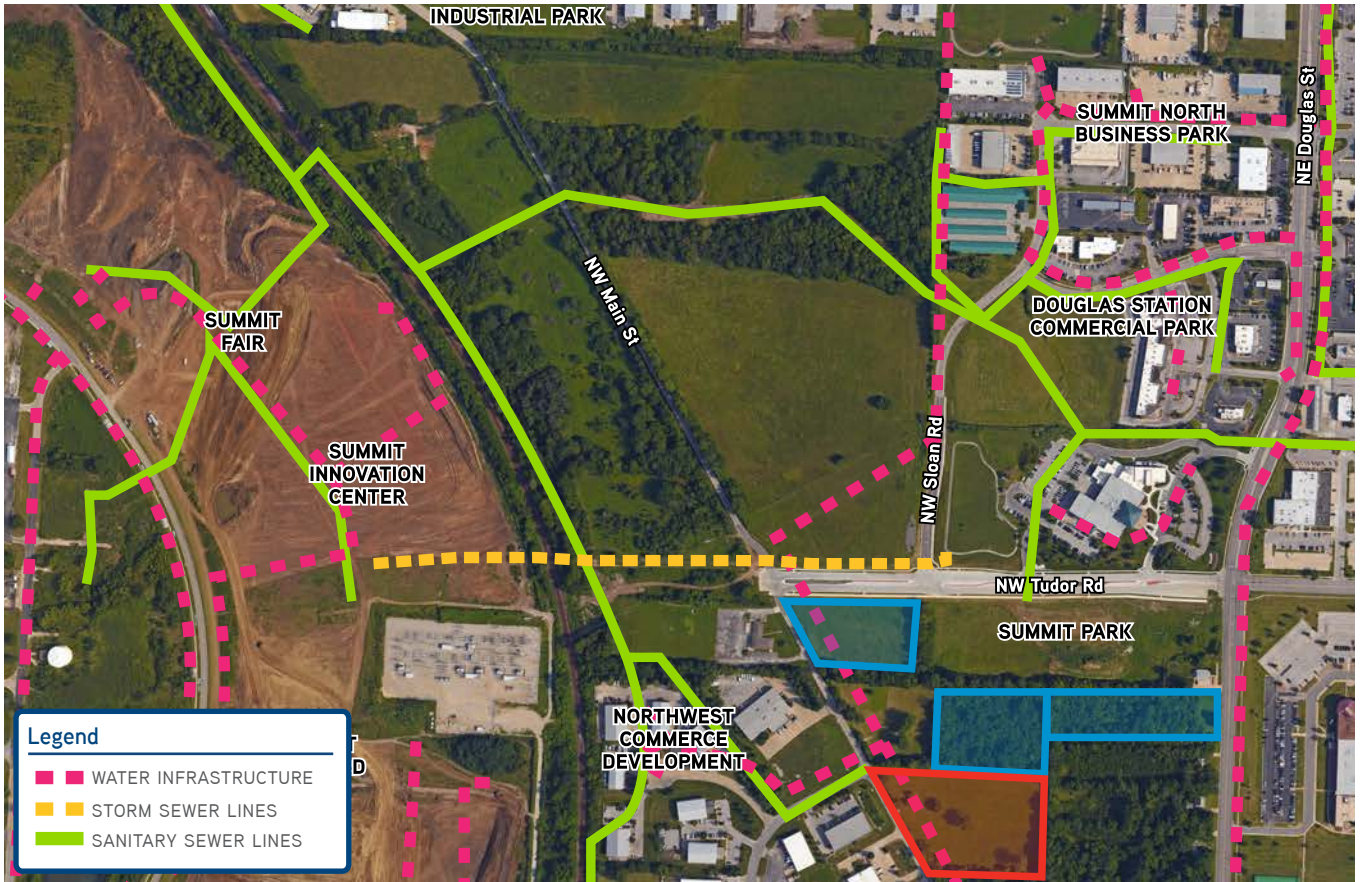 INDUSTRIAL PARK
SUMMIT NORTH
BUSINESS PARK
NE Douglas St
NW Main St
DOUGLAS STATION
COMMERCIAL PARK
SUMMIT
FAIR
SUMMIT
INNOVATION
CENTER
NW Sloan Rd
NW Tudor Rd
SUMMIT PARK
NORTHWEST
COMMERCE
DEVELOPMENT
T
D
Legend
WATER INFRASTRUCTURE
STORM SEWER LINES
SANITARY SEWER LINES